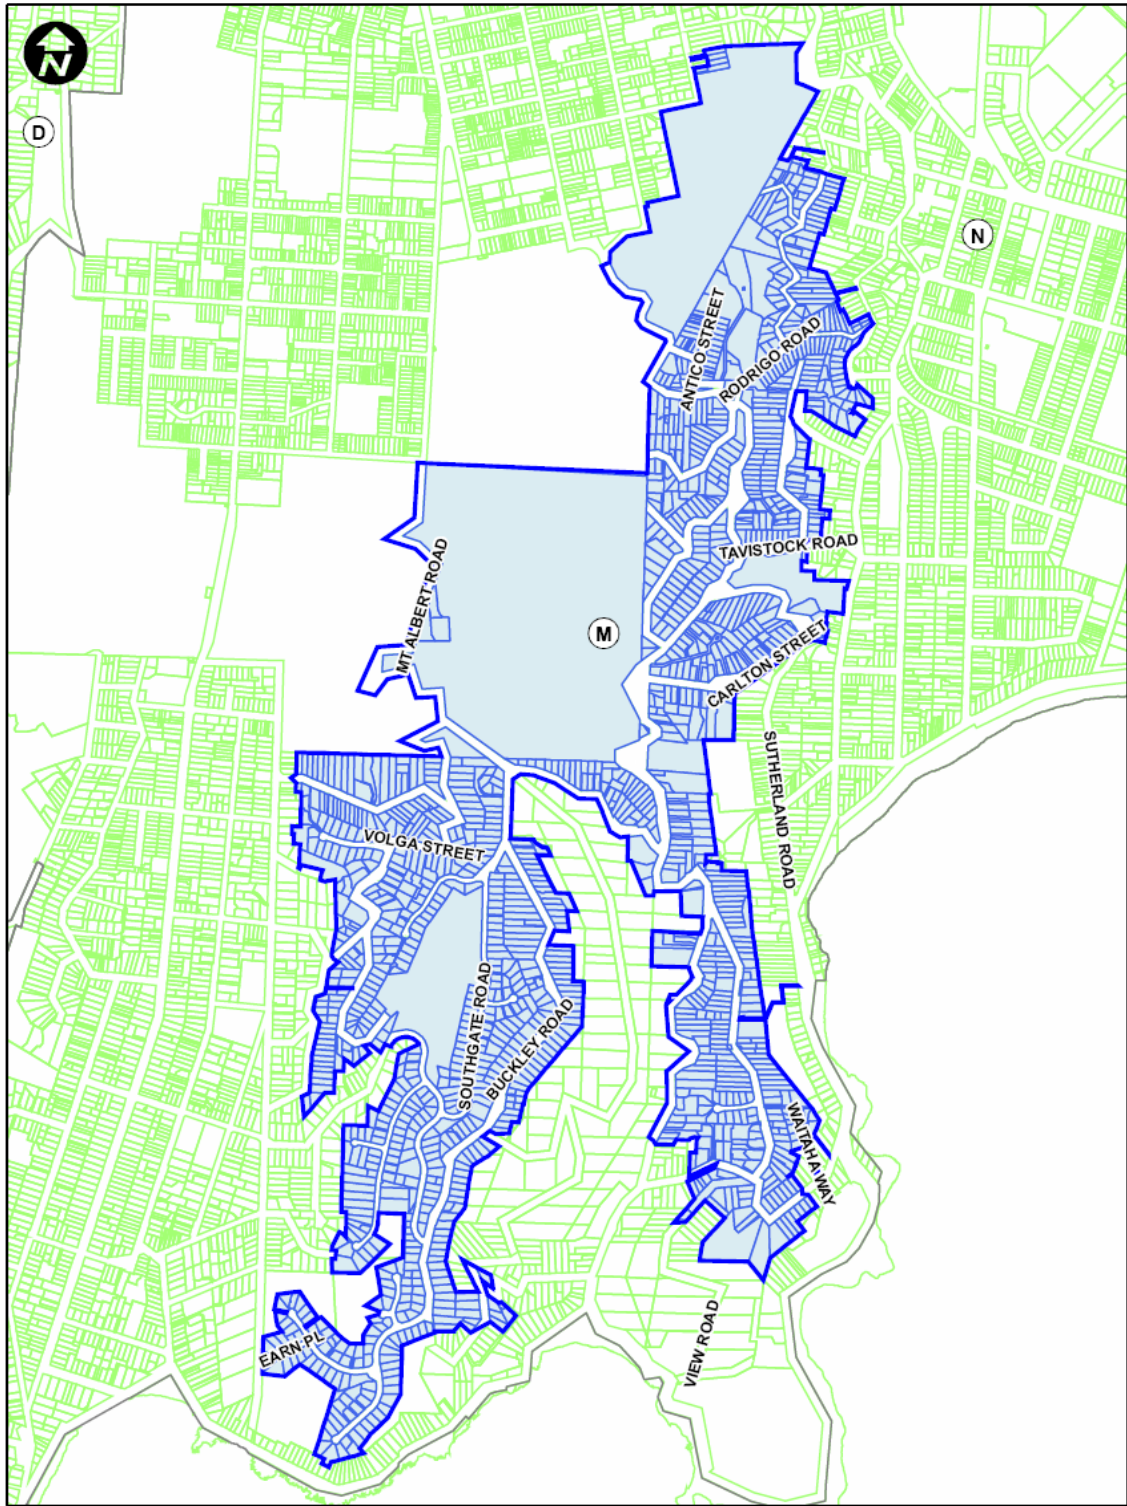 N
D
N
ANTICO STREET
RODRIGO ROAD
TAVISTOCK ROAD
MT ALBERT ROAD
M
CARLTON STREET
SUTHERLAND ROAD
VOLGA STREET
SOUTHGATE ROAD
BUCKLEY ROAD
WAITAHA WAY
VIEW ROAD
EARN PL